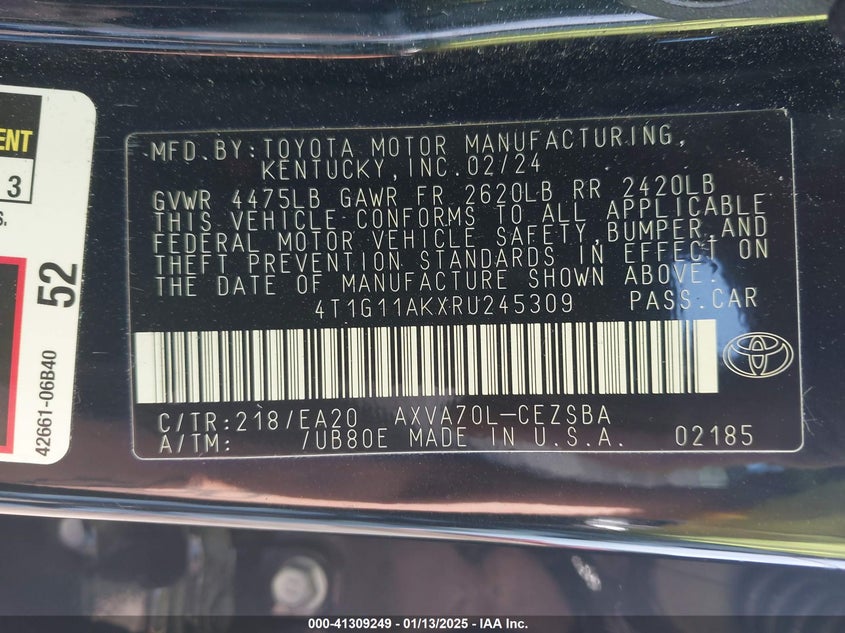 ENT
3
S.
52
42661-06B40
MFD.BY:TOYOTA MOTOR MANUFACTURING,
KENTUCKY,INC.02/24
GVWR 4475LB GAWR FR 2620LB RR 2420LB
THIS VEHICLE CONFORMS TO ALL APPLICABLE
FEDERAL MOTOR VEHICLE SAFETY,BUMPER,AND
THEFT PREVENTION STANDARDS IN EFFECT ON
THE DATE OF MANUFACTURE SHOWN ABOVE.
4T1G11AKXRU245309 PASS.CAR
C/TR:218/EA20 AXVA70L-CEZSBA
A/TM: /UB80E MADE IN U.S.A. 02185
000-41309249 - 01/13/2025 - IAA Inc.